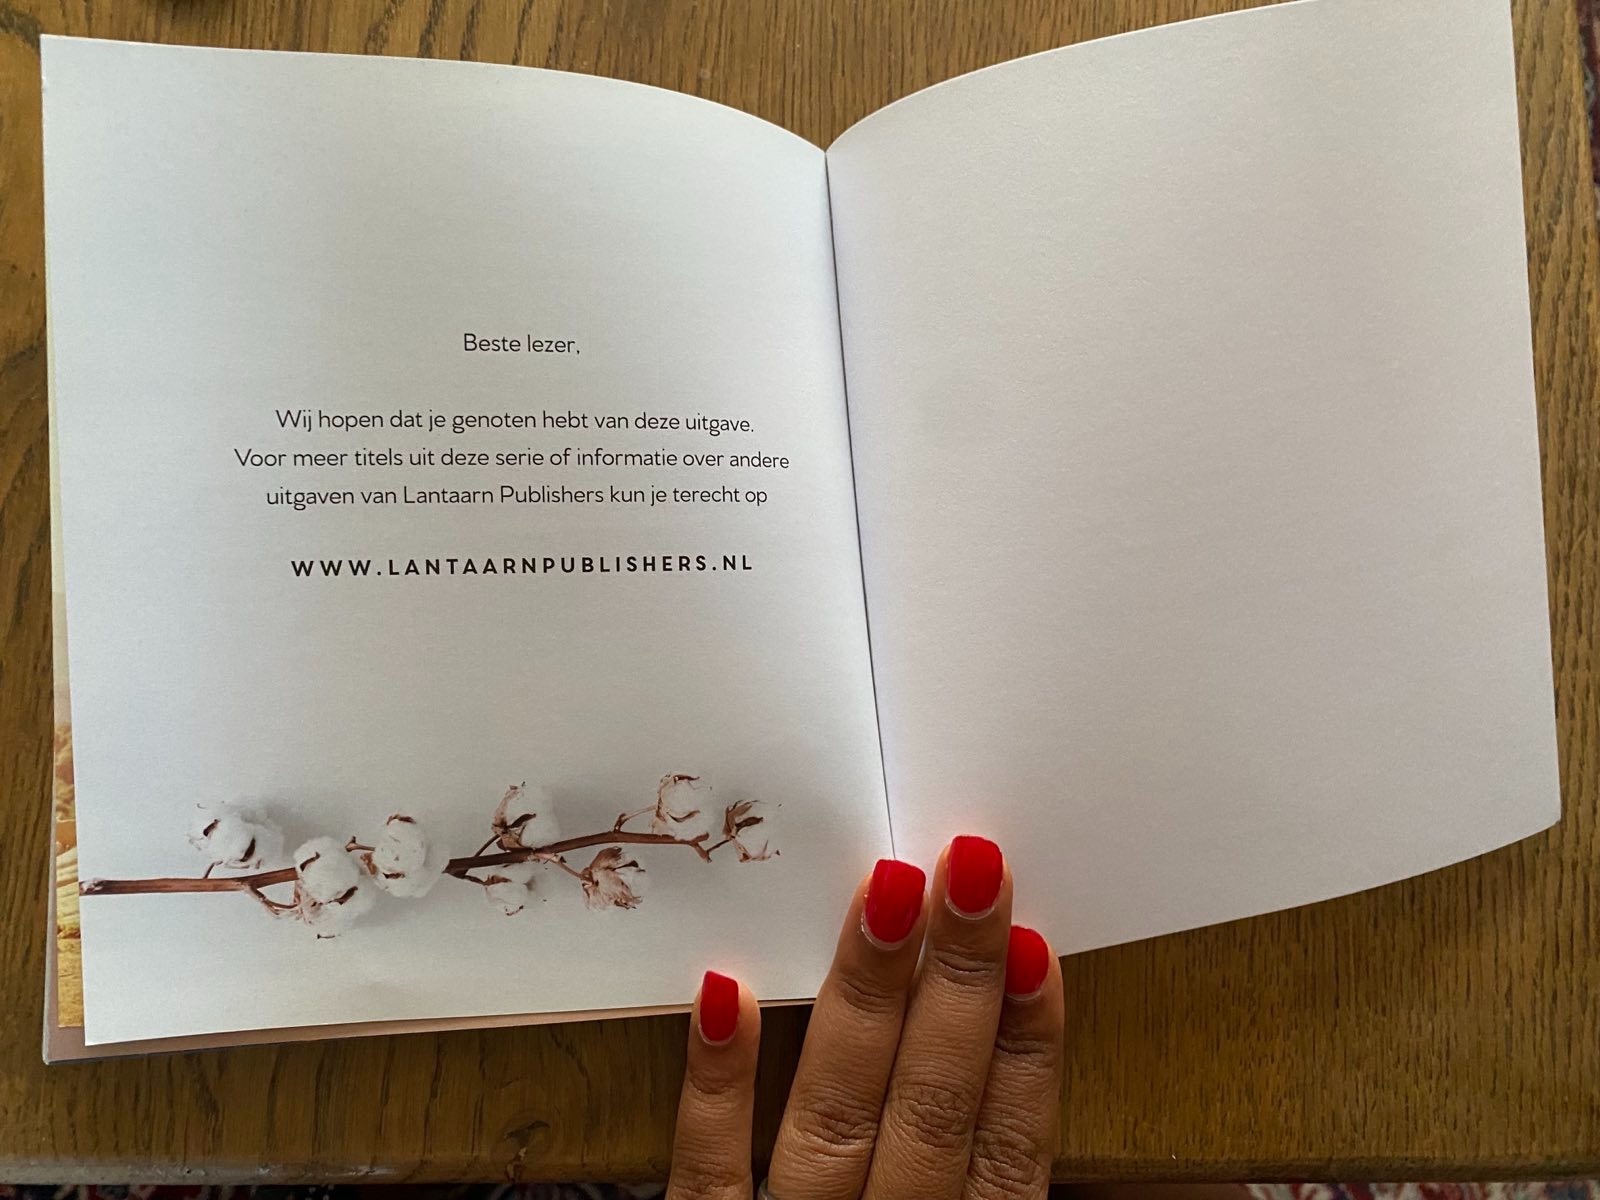 Beste lezer,
Wij hopen dat je genoten hebt van deze uitgave.
Voor meer titels uit deze serie of informatie over andere
uitgaven van Lantaarn Publishers kun je terecht op
WWW.LANTAARNPUBLISHERS.NL